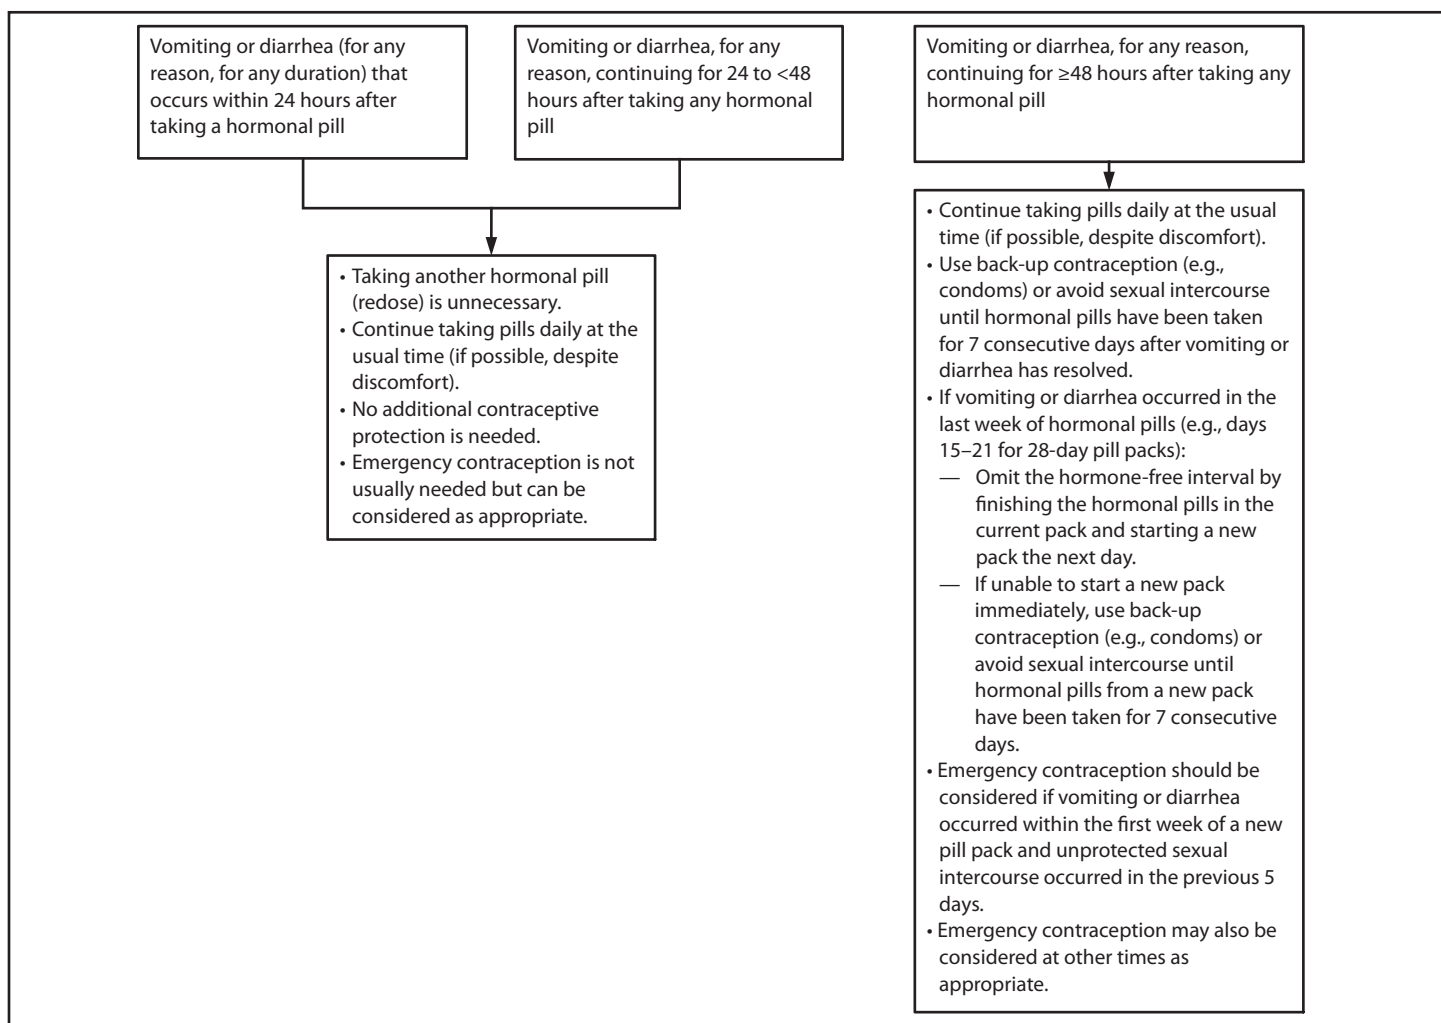 Vomiting or diarrhea (for any
reason, for any duration) that
occurs within 24 hours after
taking a hormonal pill
Vomiting or diarrhea, for any
reason, continuing for 24 to <48
hours after taking any hormonal
pill
Vomiting or diarrhea, for any reason,
continuing for ≥48 hours after taking any
hormonal pill
• Taking another hormonal pill
(redose) is unnecessary.
• Continue taking pills daily at the
usual time (if possible, despite
discomfort).
• No additional contraceptive
protection is needed.
• Emergency contraception is not
usually needed but can be
considered as appropriate.
• Continue taking pills daily at the usual
time (if possible, despite discomfort).
• Use back-up contraception (e.g.,
condoms) or avoid sexual intercourse
until hormonal pills have been taken
for 7 consecutive days after vomiting or
diarrhea has resolved.
• If vomiting or diarrhea occurred in the
last week of hormonal pills (e.g., days
15–21 for 28-day pill packs):
— Omit the hormone-free interval by
finishing the hormonal pills in the
current pack and starting a new
pack the next day.
— If unable to start a new pack
immediately, use back-up
contraception (e.g., condoms) or
avoid sexual intercourse until
hormonal pills from a new pack
have been taken for 7 consecutive
days.
• Emergency contraception should be
considered if vomiting or diarrhea
occurred within the first week of a new
pill pack and unprotected sexual
intercourse occurred in the previous 5
days.
• Emergency contraception may also be
considered at other times as
appropriate.